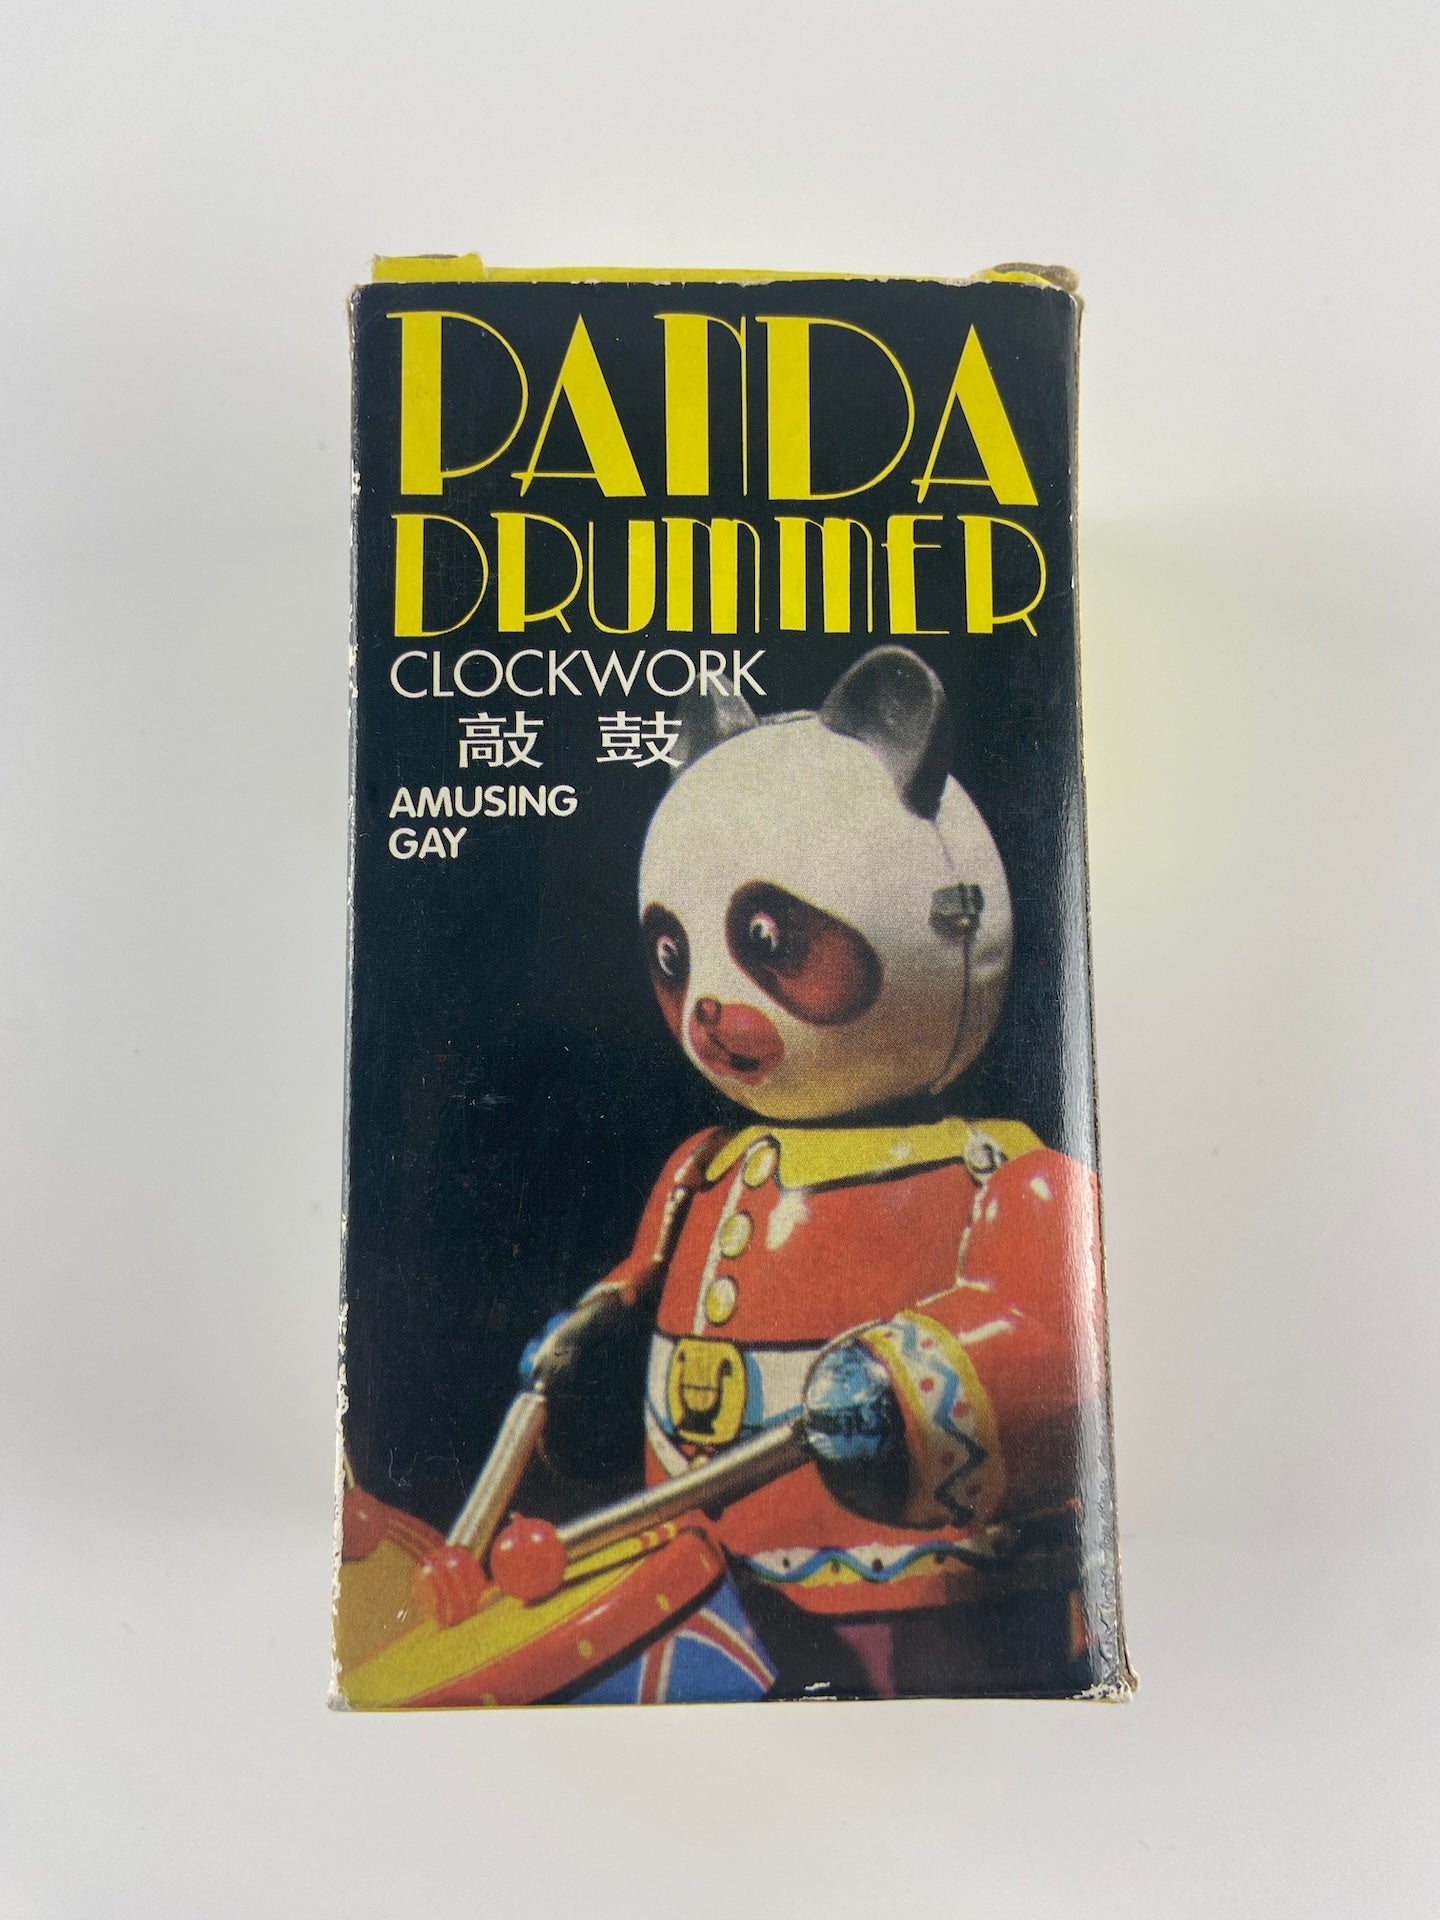 PANDA
DRUMMER
CLOCKWORK
敲 鼓
AMUSING
GAY